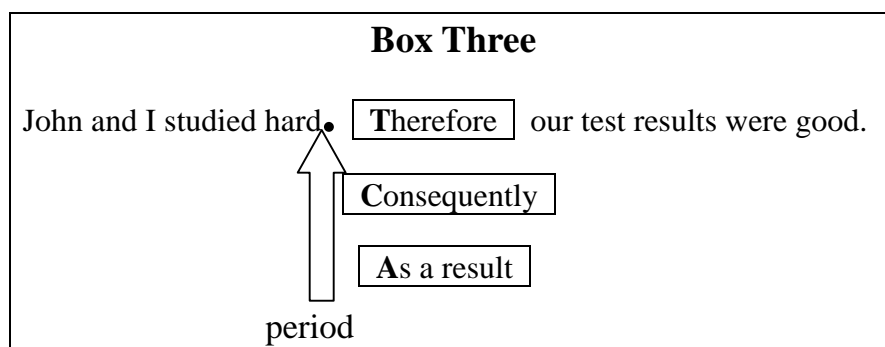 Box Three
John and I studied hard. Therefore our test results were good.
Consequently
As a result
period